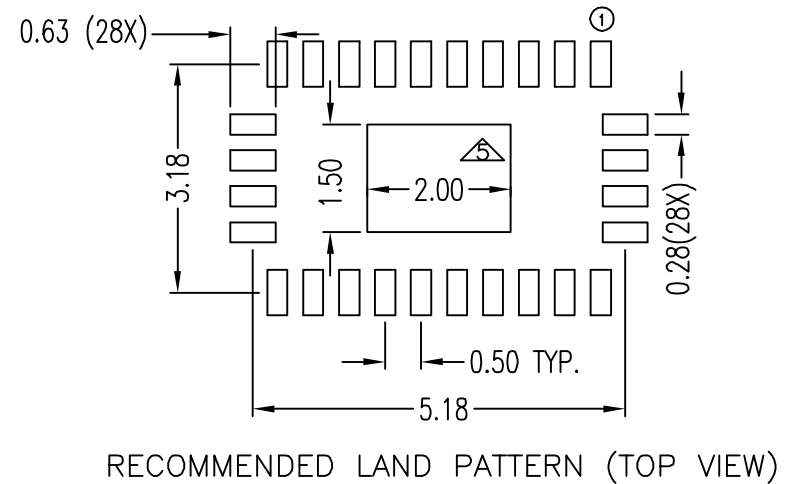 0.63 (28X)
1
3.18
1.50
5
2.00
0.28(28X)
0.50 TYP.
5.18
RECOMMENDED LAND PATTERN (TOP VIEW)